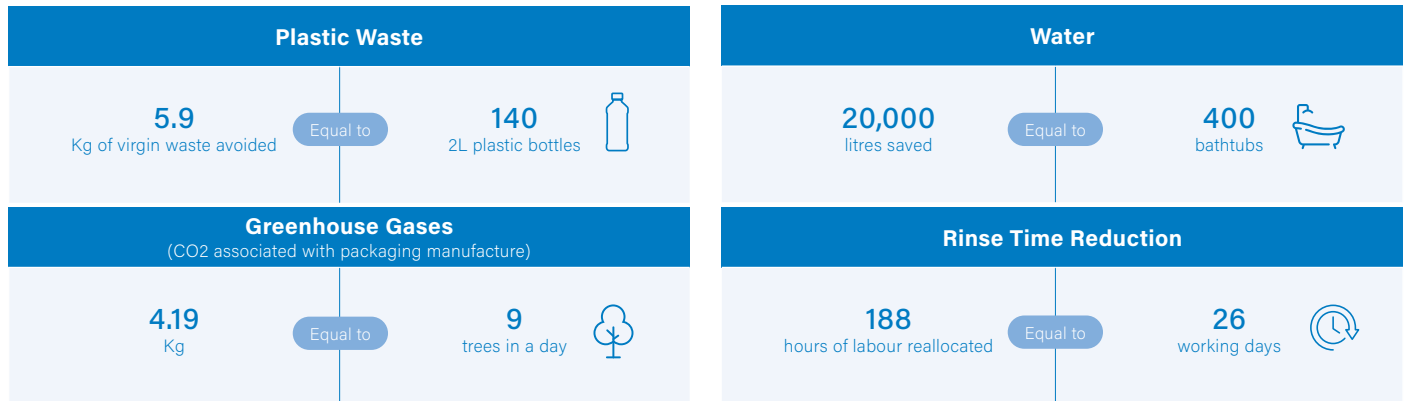 Plastic Waste
5.9
Kg of virgin waste avoided
Equal to
140
2L plastic bottles
Water
20,000
litres saved
Equal to
400
bathtubs
Greenhouse Gases
(CO2 associated with packaging manufacture)
4.19
Kg
Equal to
9
trees in a day
Rinse Time Reduction
188
hours of labour reallocated
Equal to
26
working days